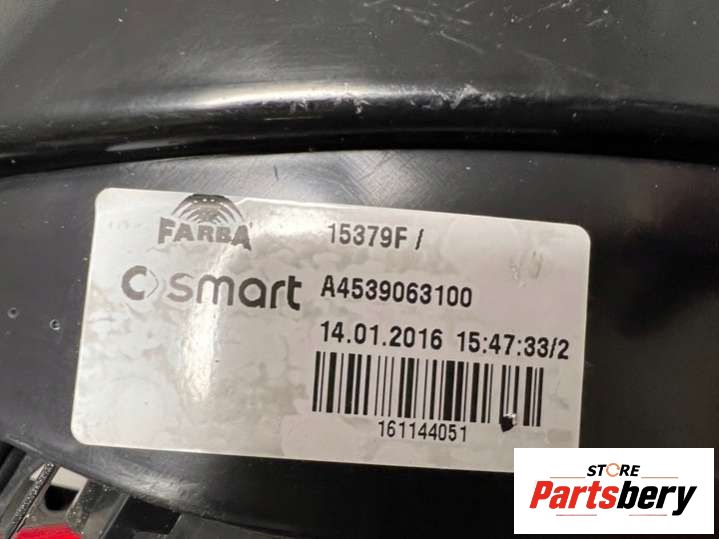 FARBA 15379F /
smart A4539063100
14.01.2016 15:47:33/2
161144051
STORE
Partsbery